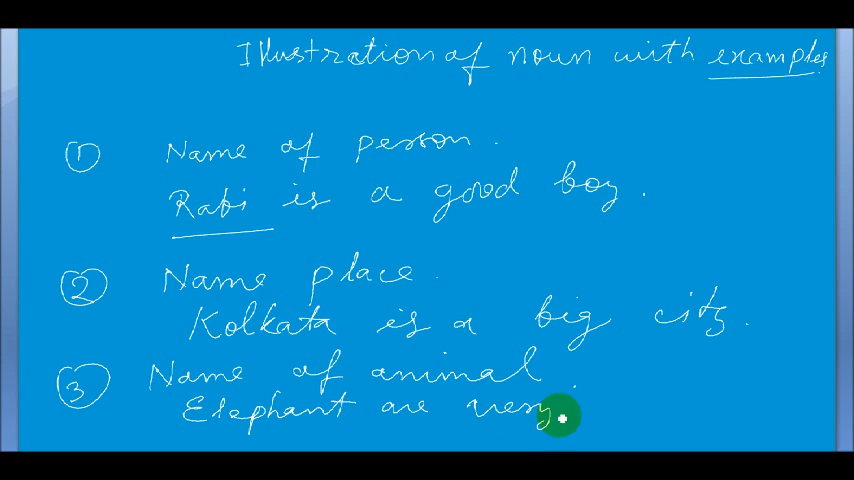 Illustration of noun with examples.
① Name of person.
Rabi is a good boy.
② Name place.
Kolkata is a big city.
③ Name of animal.
Elephant are very